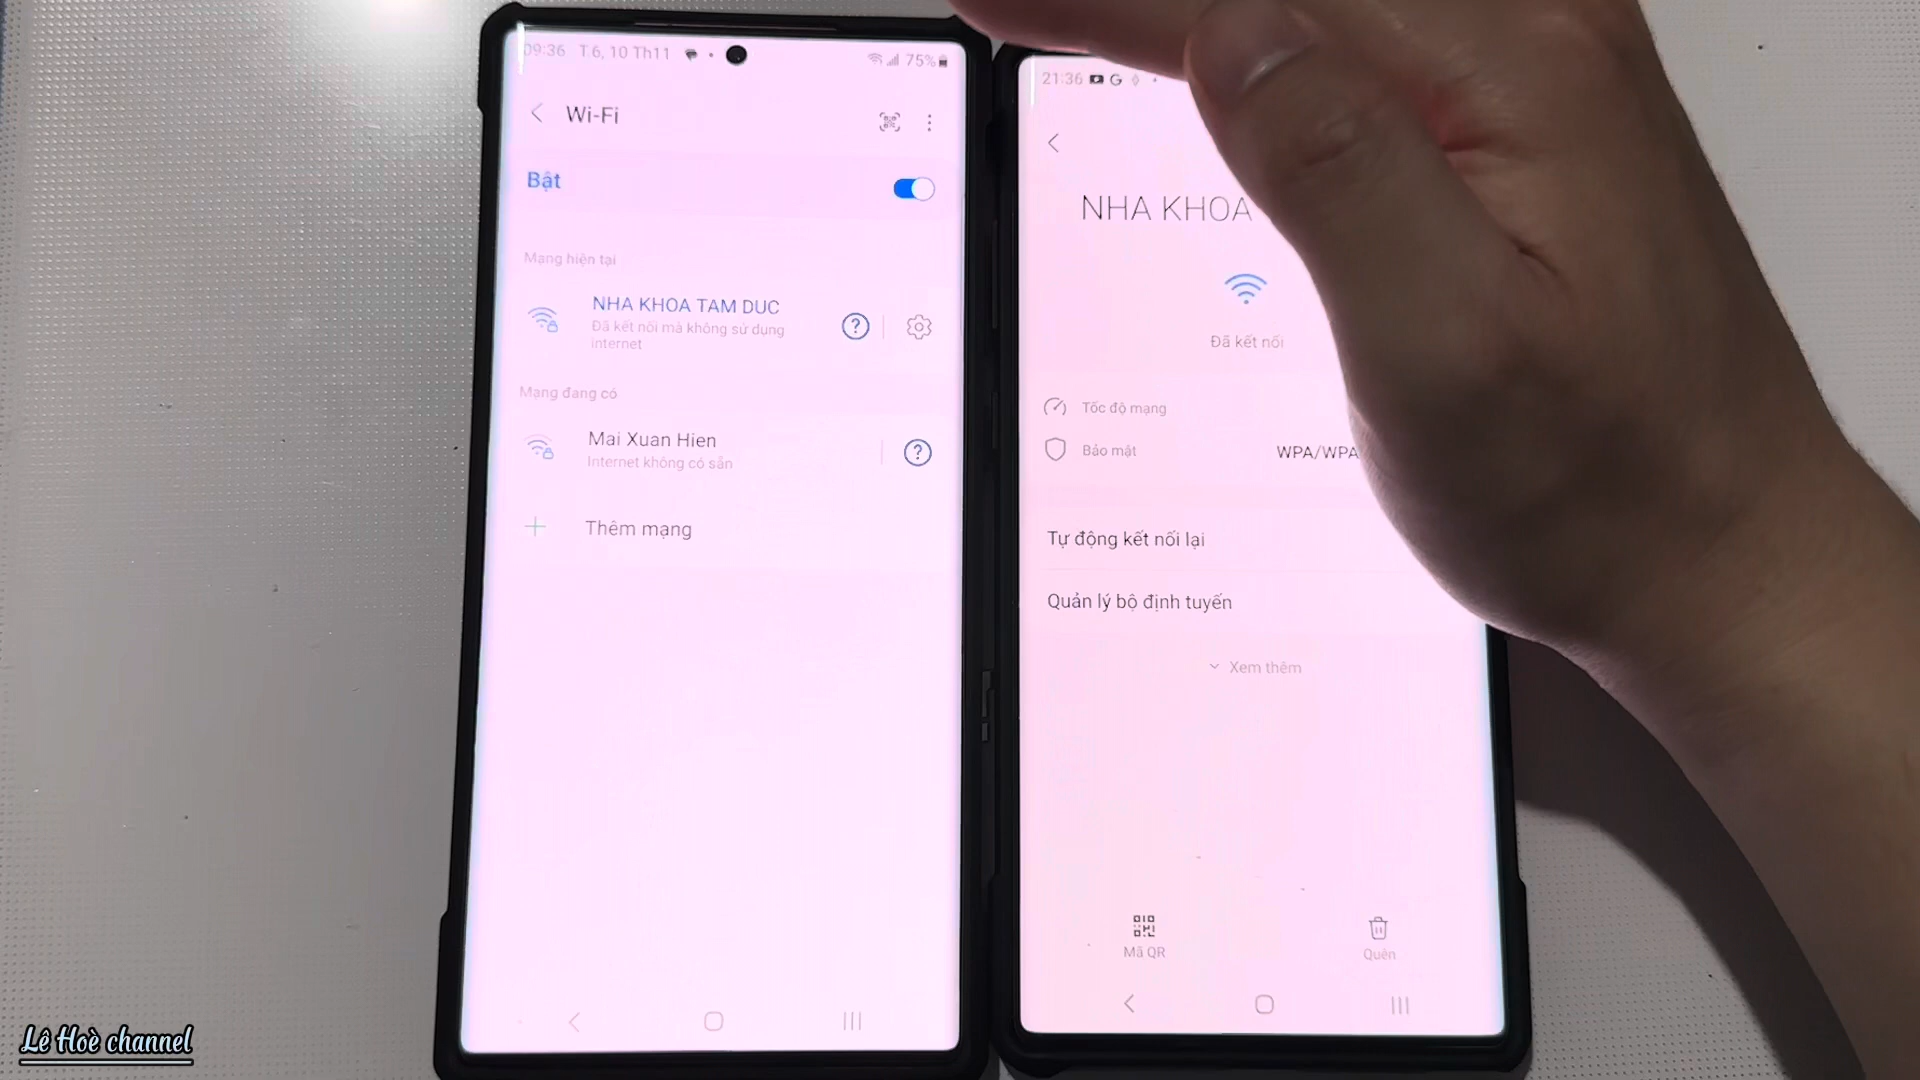 09:36 T.6, 10 Th11
75%
Wi-Fi
Bật
Mạng hiện tại
NHA KHOA TAM DUC
Đã kết nối mà không sử dụng
internet
Mạng đang có
Mai Xuan Hien
Internet không có sẵn
Thêm mạng
21:36
NHA KHOA
Đã kết nối
Tốc độ mạng
Bảo mật
WPA/WPA
Tự động kết nối lại
Quản lý bộ định tuyến
Xem thêm
Mã QR
Quên
Lê Hoè channel